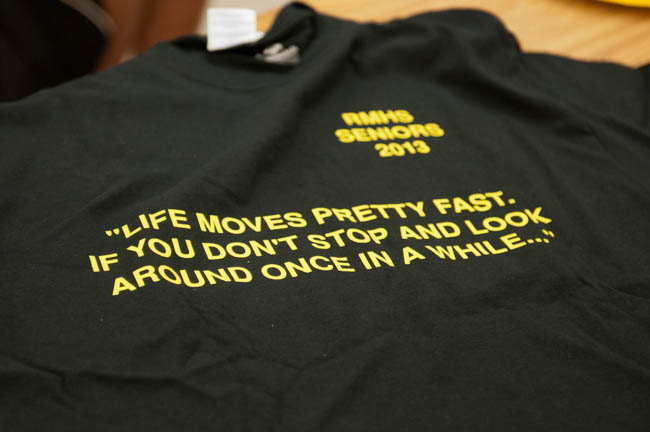 RMHS
SENIORS
2013
"LIFE MOVES PRETTY FAST.
IF YOU DON'T STOP AND LOOK
AROUND ONCE IN A WHILE..."